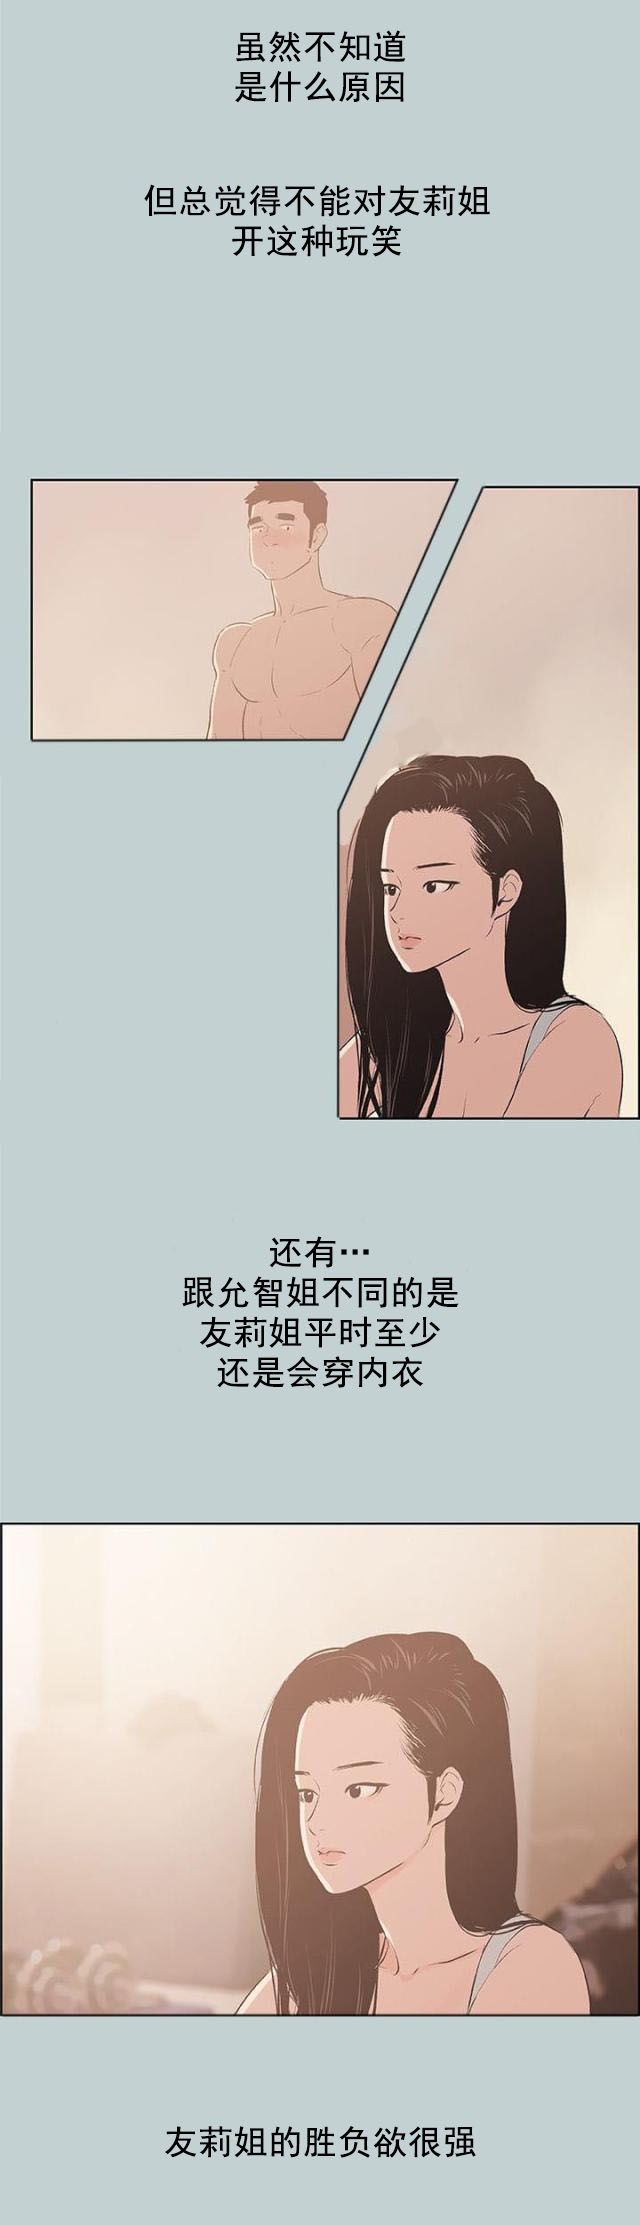 虽然不知道
是什么原因
但总觉得不能对友莉姐
开这种玩笑
还有…
跟允智姐不同的是
友莉姐平时至少
还是会穿内衣
友莉姐的胜负欲很强